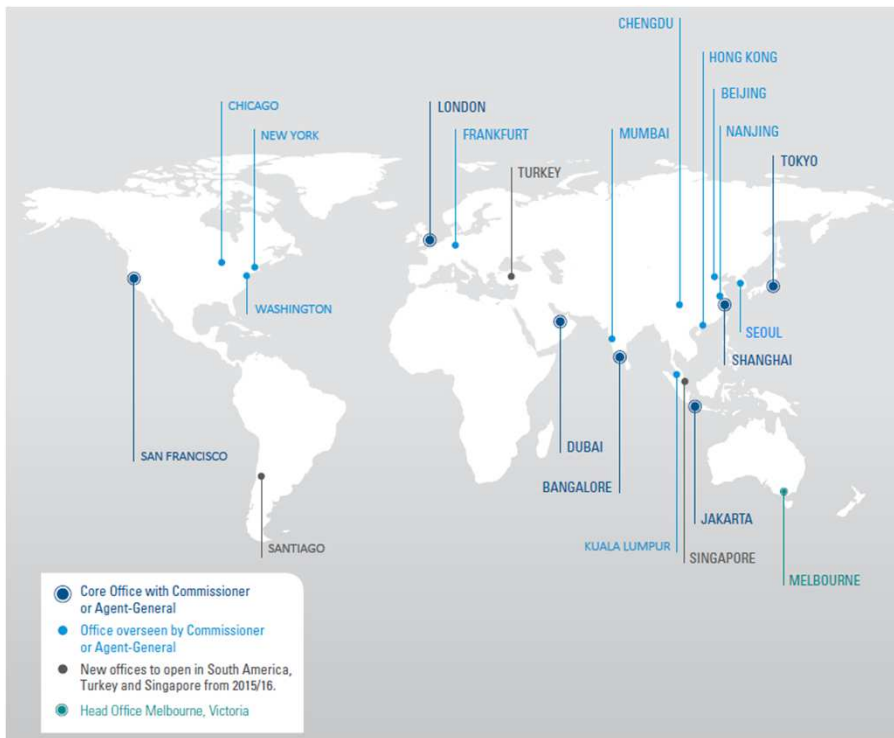 CHENGDU
HONG KONG
BEIJING
CHICAGO
LONDON
NEW YORK
FRANKFURT
MUMBAI
NANJING
TOKYO
TURKEY
WASHINGTON
SEOUL
SHANGHAI
DUBAI
SAN FRANCISCO
BANGALORE
JAKARTA
SANTIAGO
KUALA LUMPUR
SINGAPORE
MELBOURNE
Core Office with Commissioner
or Agent-General
Office overseen by Commissioner
or Agent-General
New offices to open in South America,
Turkey and Singapore from 2015/16.
Head Office Melbourne, Victoria